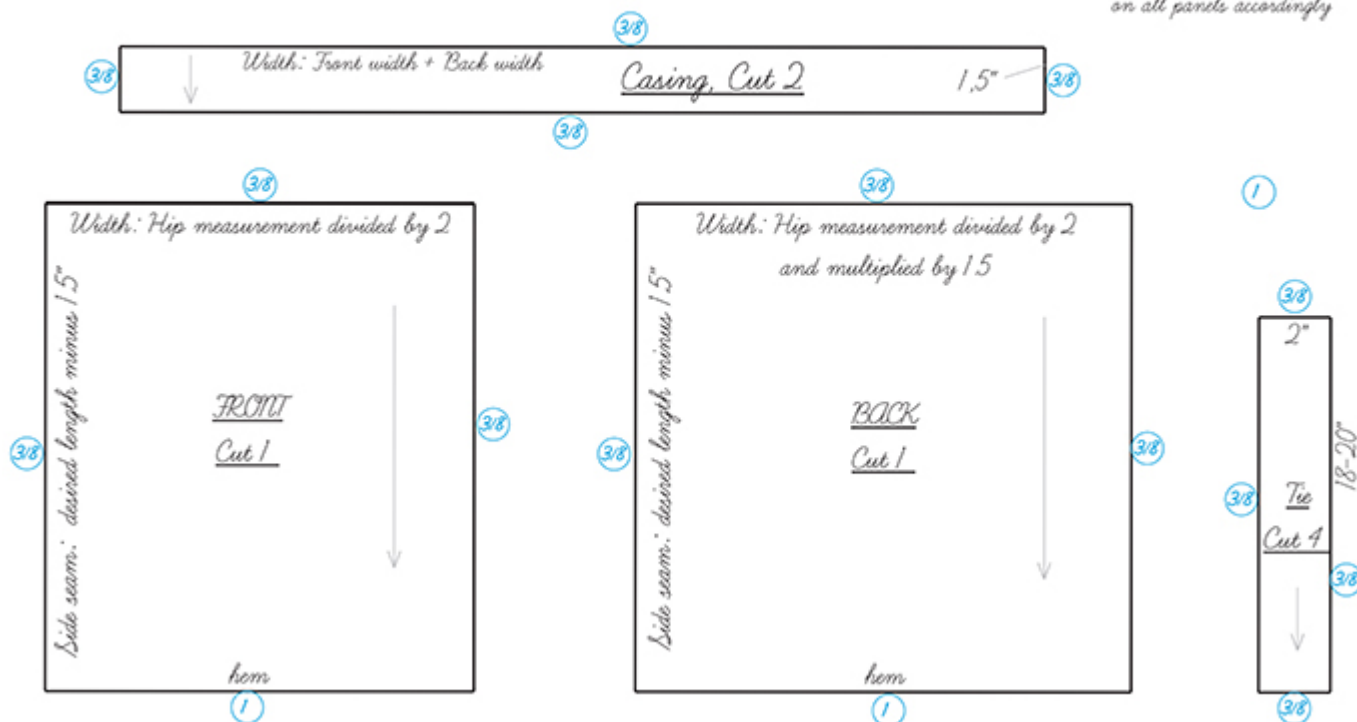 on all panels accordingly
3/8
Width: Front width + Back width
Casing, Cut 2
1,5"
3/8
3/8
3/8
3/8
Width: Hip measurement divided by 2
Side seam: desired length minus 1.5"
FRONT
Cut 1
3/8
3/8
hem
1
3/8
Width: Hip measurement divided by 2
and multiplied by 1.5
Side seam: desired length minus 1.5"
BACK
Cut 1
3/8
3/8
hem
1
1
3/8
2"
18-20"
Tie
Cut 4
3/8
3/8
3/8